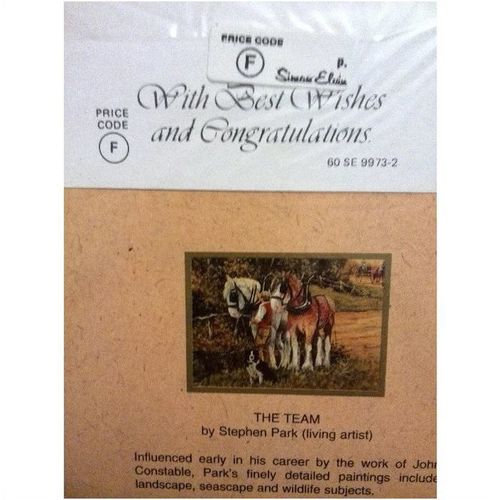 PRICE CODE
F
p.
Simon Elvin
With Best Wishes
and Congratulations.
PRICE
CODE
F
60 SE 9973-2
THE TEAM
by Stephen Park (living artist)
Influenced early in his career by the work of John
Constable, Park's finely detailed paintings include
landscape, seascape and wildlife subjects.